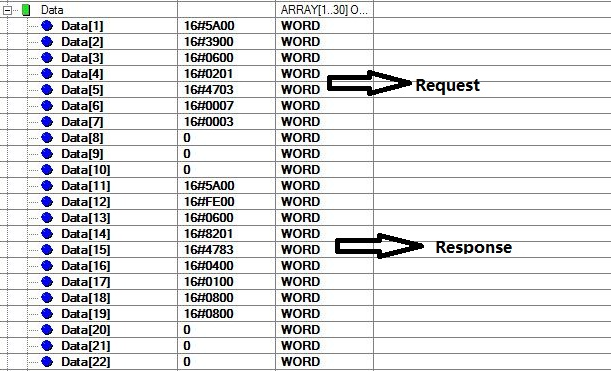 Data ARRAY[1..30] O...
Data[1] 16#5A00 WORD
Data[2] 16#3900 WORD
Data[3] 16#0600 WORD
Data[4] 16#0201 WORD
Data[5] 16#4703 WORD Request
Data[6] 16#0007 WORD
Data[7] 16#0003 WORD
Data[8] 0 WORD
Data[9] 0 WORD
Data[10] 0 WORD
Data[11] 16#5A00 WORD
Data[12] 16#FE00 WORD
Data[13] 16#0600 WORD
Data[14] 16#8201 WORD
Data[15] 16#4783 WORD Response
Data[16] 16#0400 WORD
Data[17] 16#0100 WORD
Data[18] 16#0800 WORD
Data[19] 16#0800 WORD
Data[20] 0 WORD
Data[21] 0 WORD
Data[22] 0 WORD